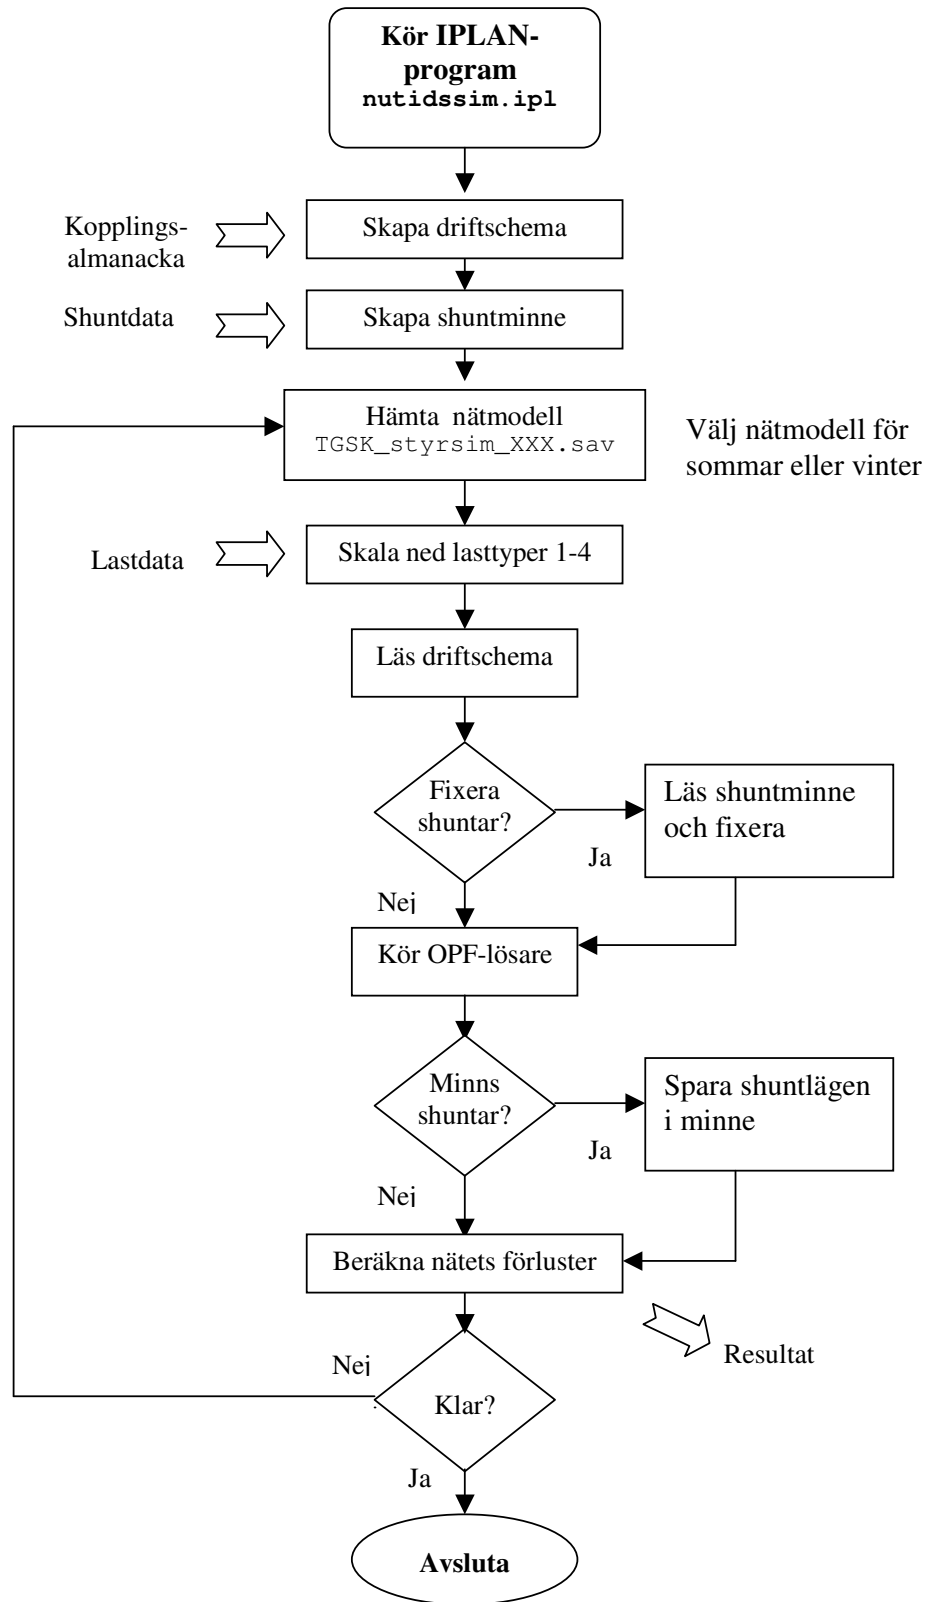 Kör IPLAN-
program
nutidssim.ipl
Kopplings-
almanacka
Skapa driftschema
Shuntdata
Skapa shuntminne
Hämta nätmodell
TGSK_styrsim_XXX.sav
Välj nätmodell för
sommar eller vinter
Lastdata
Skala ned lasttyper 1-4
Läs driftschema
Fixera
shuntar?
Ja
Läs shuntminne
och fixera
Nej
Kör OPF-lösare
Minns
shuntar?
Ja
Spara shuntlägen
i minne
Nej
Beräkna nätets förluster
Resultat
Nej
Klar?
Ja
Avsluta